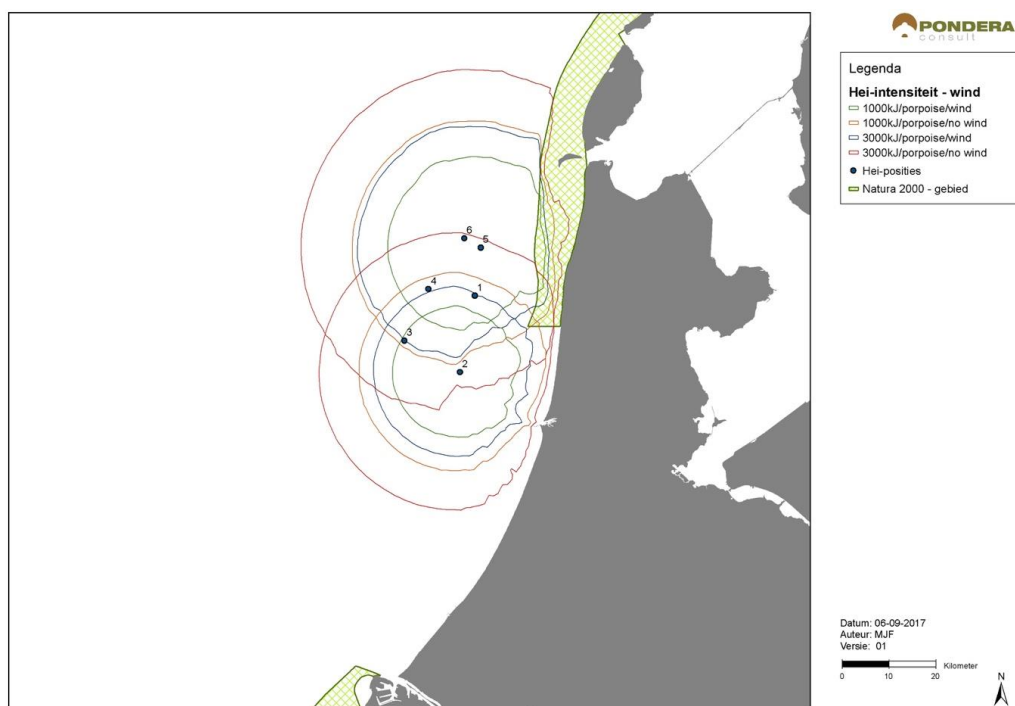 PONDERA
consult
Legenda
Hei-intensiteit - wind
1000kJ/porpoise/wind
1000kJ/porpoise/no wind
3000kJ/porpoise/wind
3000kJ/porpoise/no wind
Hei-posities
Natura 2000 - gebied
6
5
4
1
3
2
Datum: 06-09-2017
Auteur: MJF
Versie: 01
Kilometer
0 10 20
N